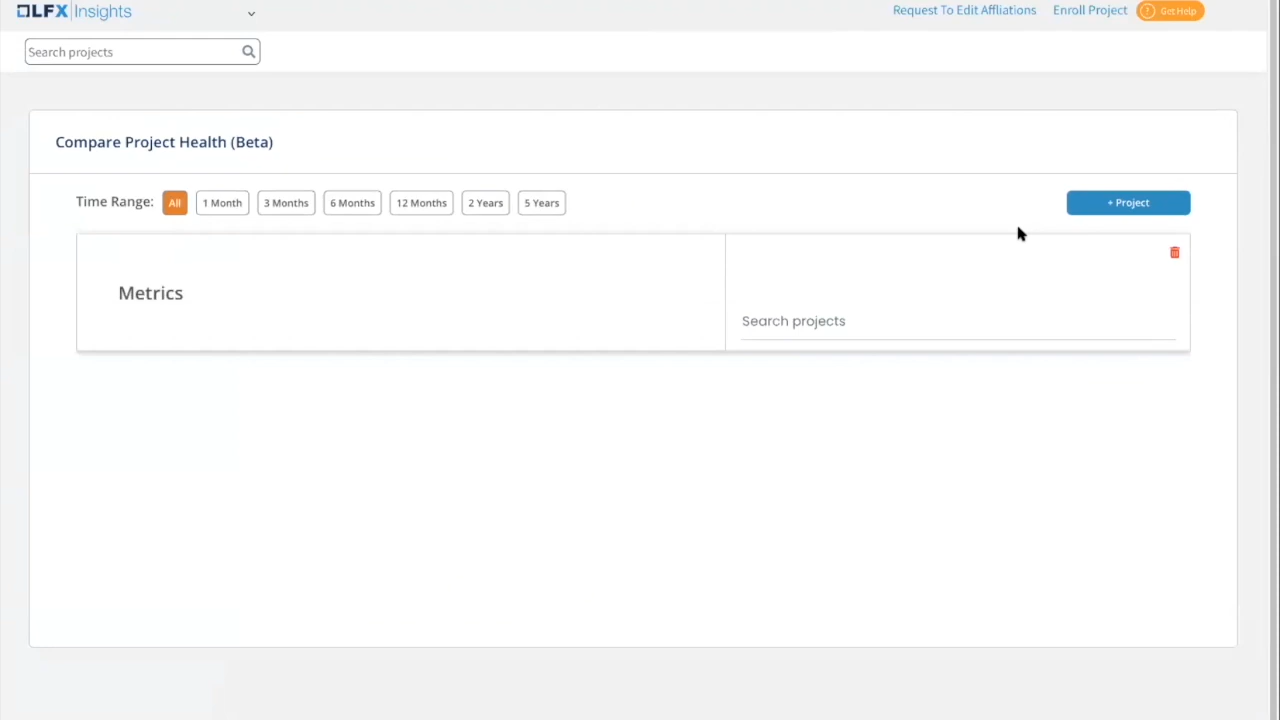 LFX Insights
Request To Edit Affliations Enroll Project Get Help
Search projects
Compare Project Health (Beta)
Time Range: All 1 Month 3 Months 6 Months 12 Months 2 Years 5 Years + Project
Metrics
Search projects